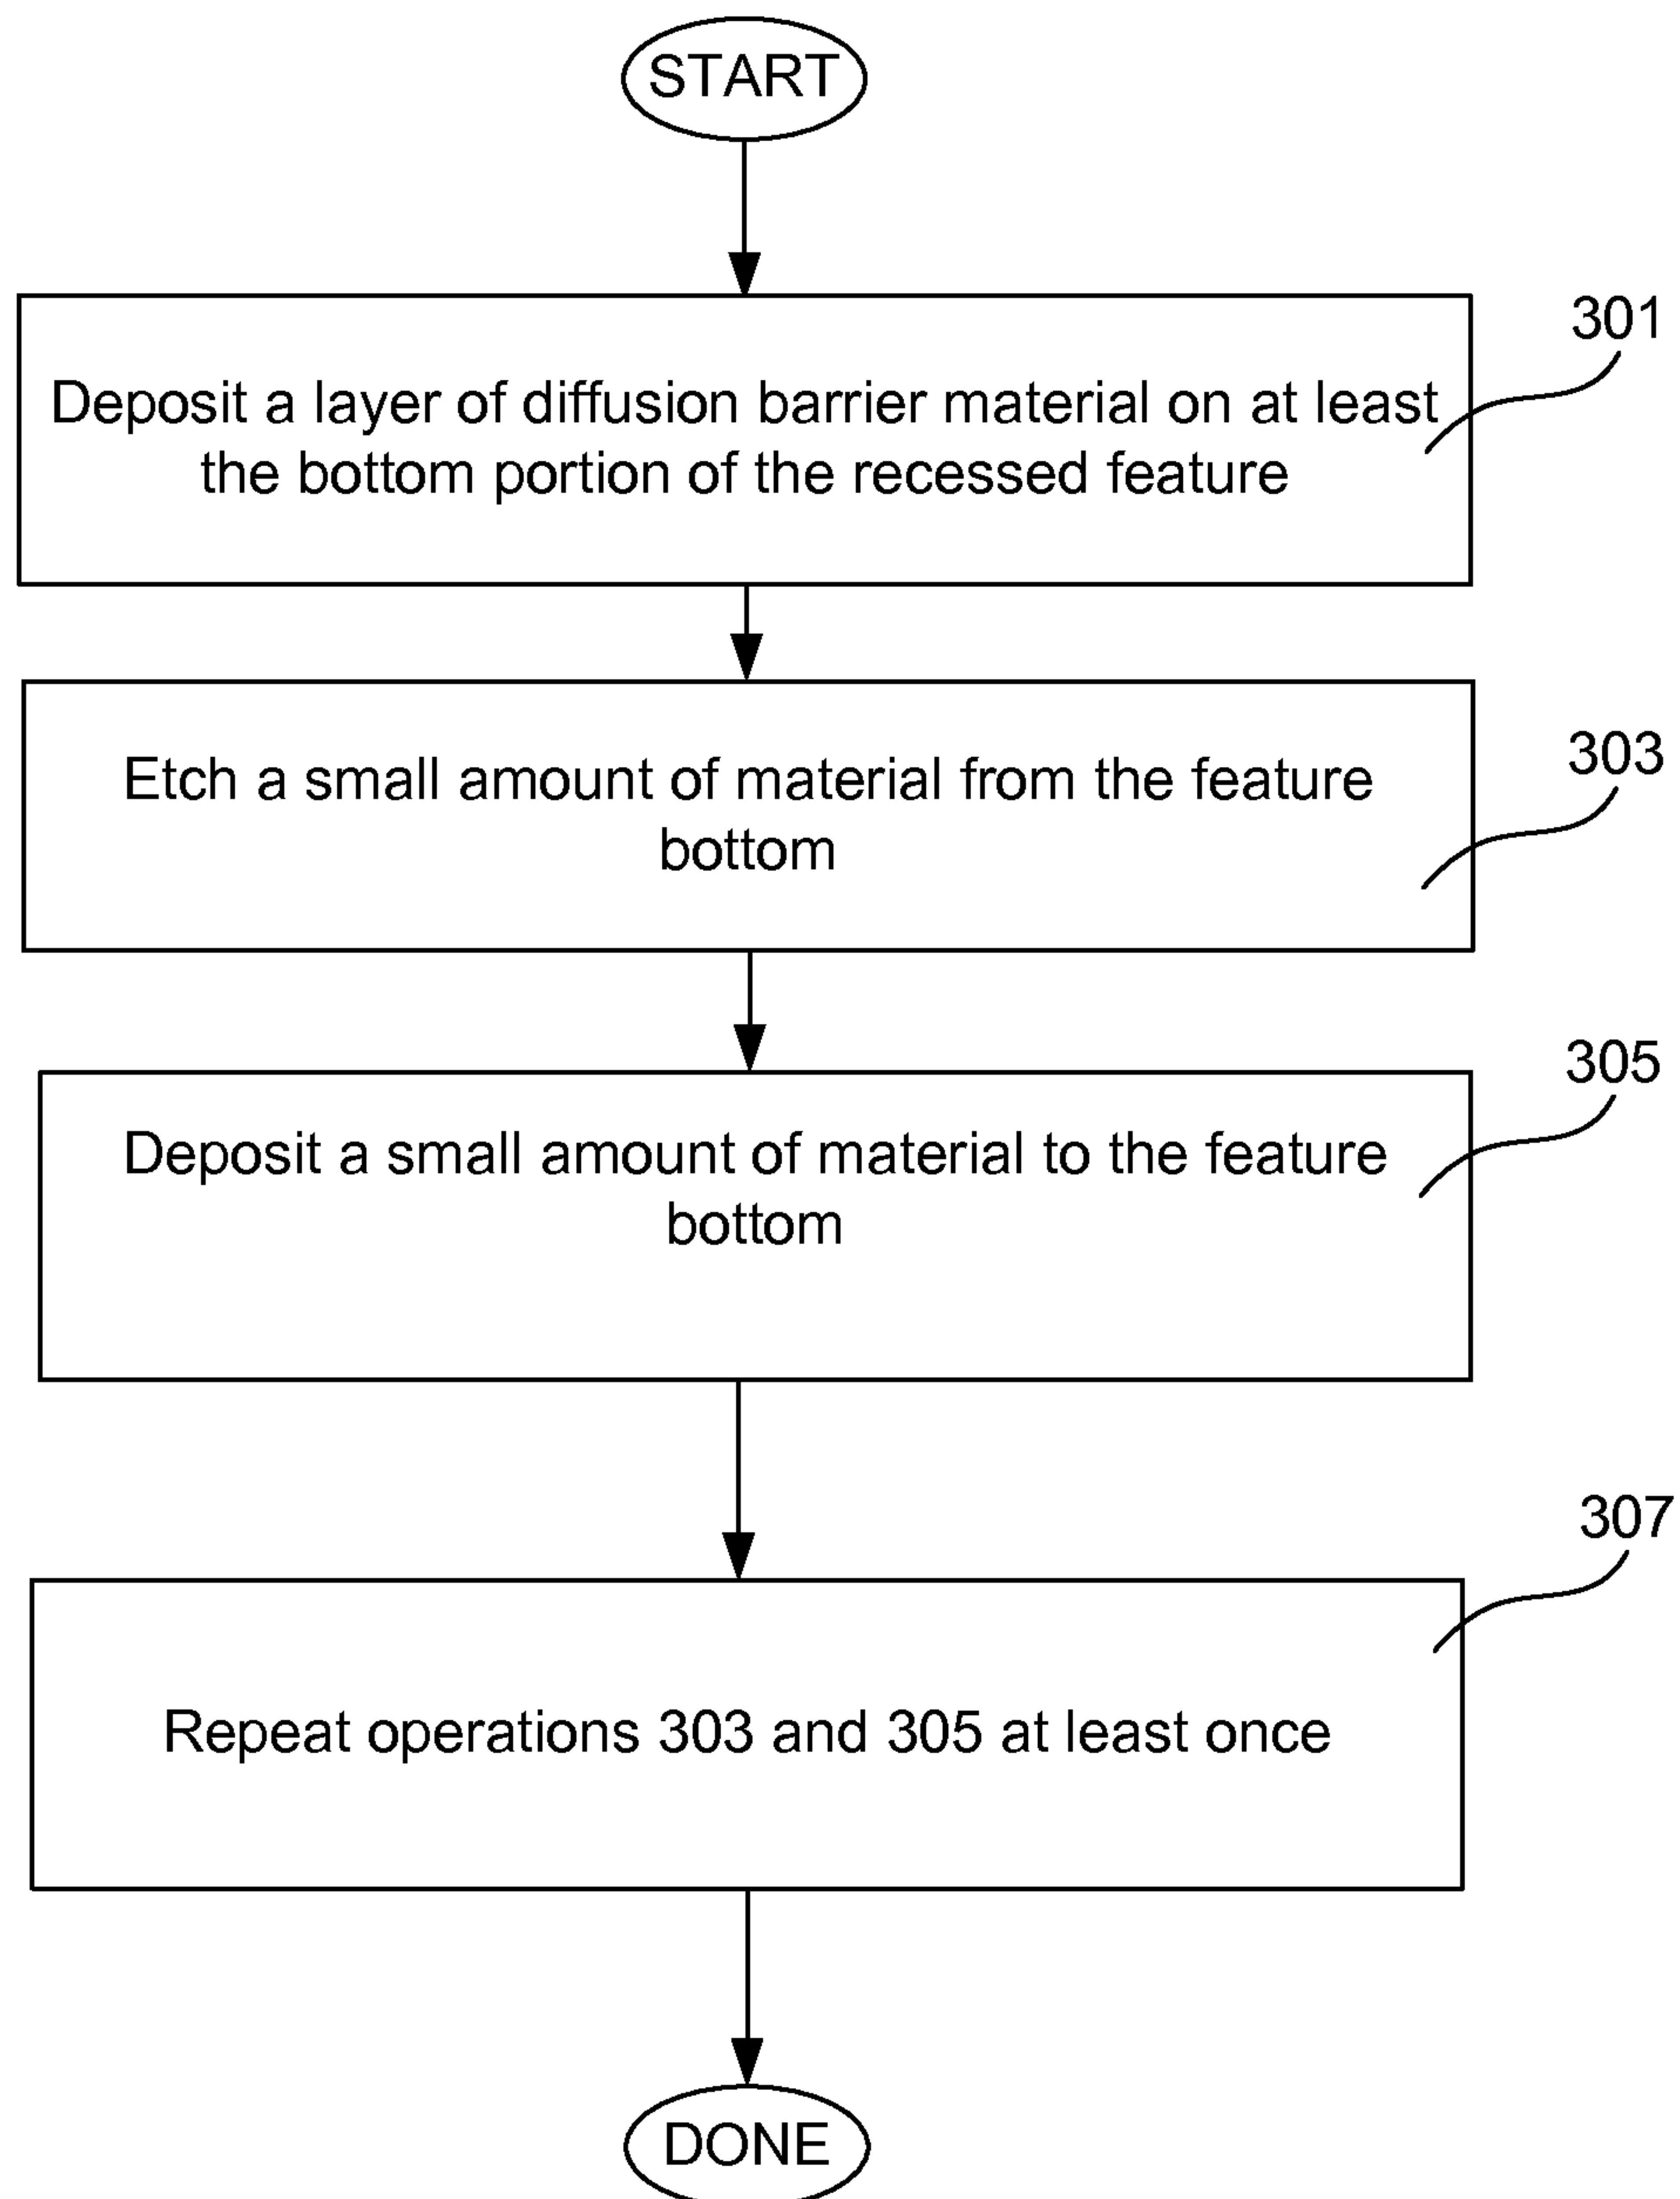 START
301
Deposit a layer of diffusion barrier material on at least
the bottom portion of the recessed feature
303
Etch a small amount of material from the feature
bottom
305
Deposit a small amount of material to the feature
bottom
307
Repeat operations 303 and 305 at least once
DONE